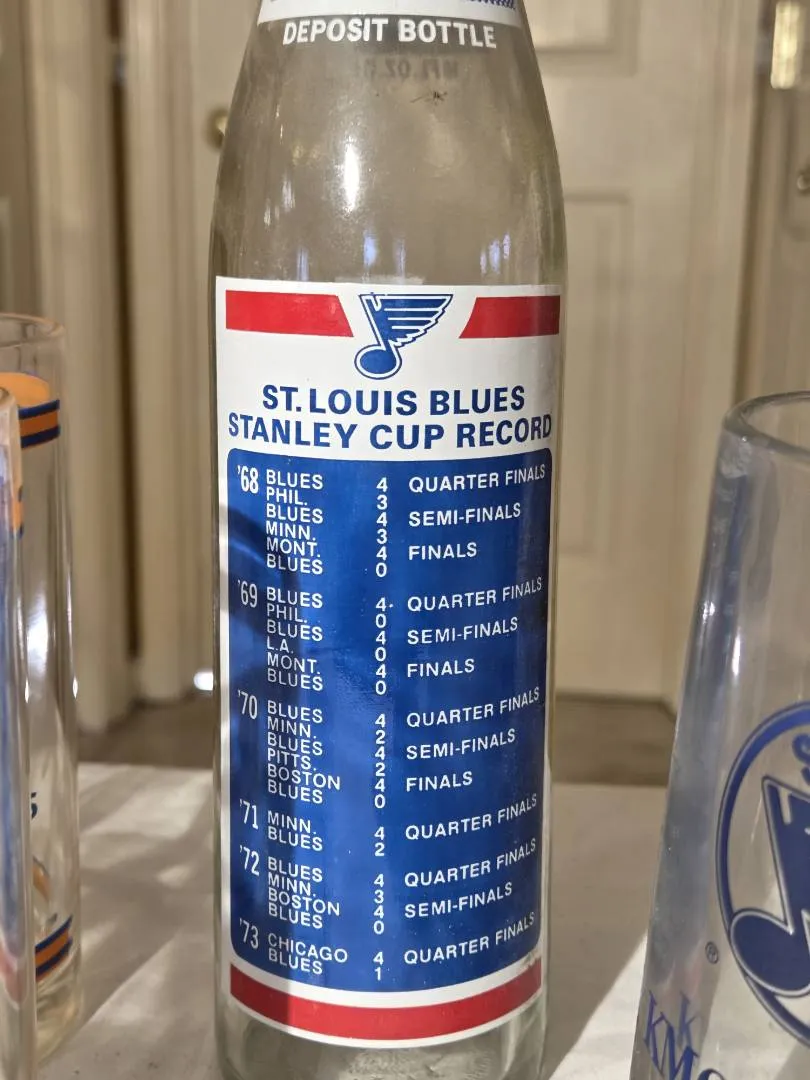 DEPOSIT BOTTLE
ST. LOUIS BLUES
STANLEY CUP RECORD
'68 BLUES 4 QUARTER FINALS
PHIL. 3
BLUES 4 SEMI-FINALS
MINN. 3
MONT. 4 FINALS
BLUES 0
'69 BLUES 4 QUARTER FINALS
PHIL. 0
BLUES 4 SEMI-FINALS
L.A. 0
MONT. 4 FINALS
BLUES 0
'70 BLUES 4 QUARTER FINALS
MINN. 2
BLUES 4 SEMI-FINALS
PITTS. 2
BOSTON 4 FINALS
BLUES 0
'71 MINN. 4 QUARTER FINALS
BLUES 2
'72 BLUES 4 QUARTER FINALS
MINN. 3
BOSTON 4 SEMI-FINALS
BLUES 0
'73 CHICAGO 4 QUARTER FINALS
BLUES 1
®